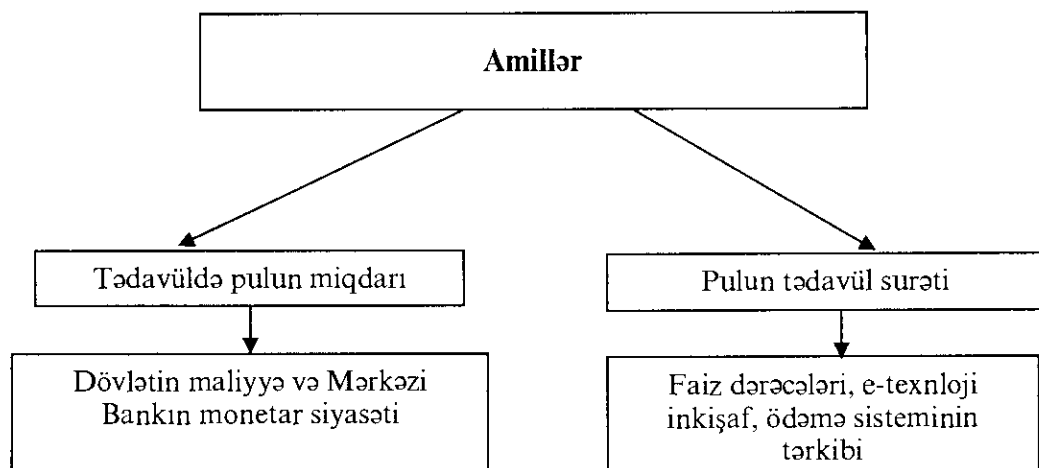 Amillər
Tədavüldə pulun miqdarı
Pulun tədavül surəti
Dövlətin maliyyə və Mərkəzi
Bankın monetar siyasəti
Faiz dərəcələri, e-texnloji
inkişaf, ödəmə sisteminin
tərkibi